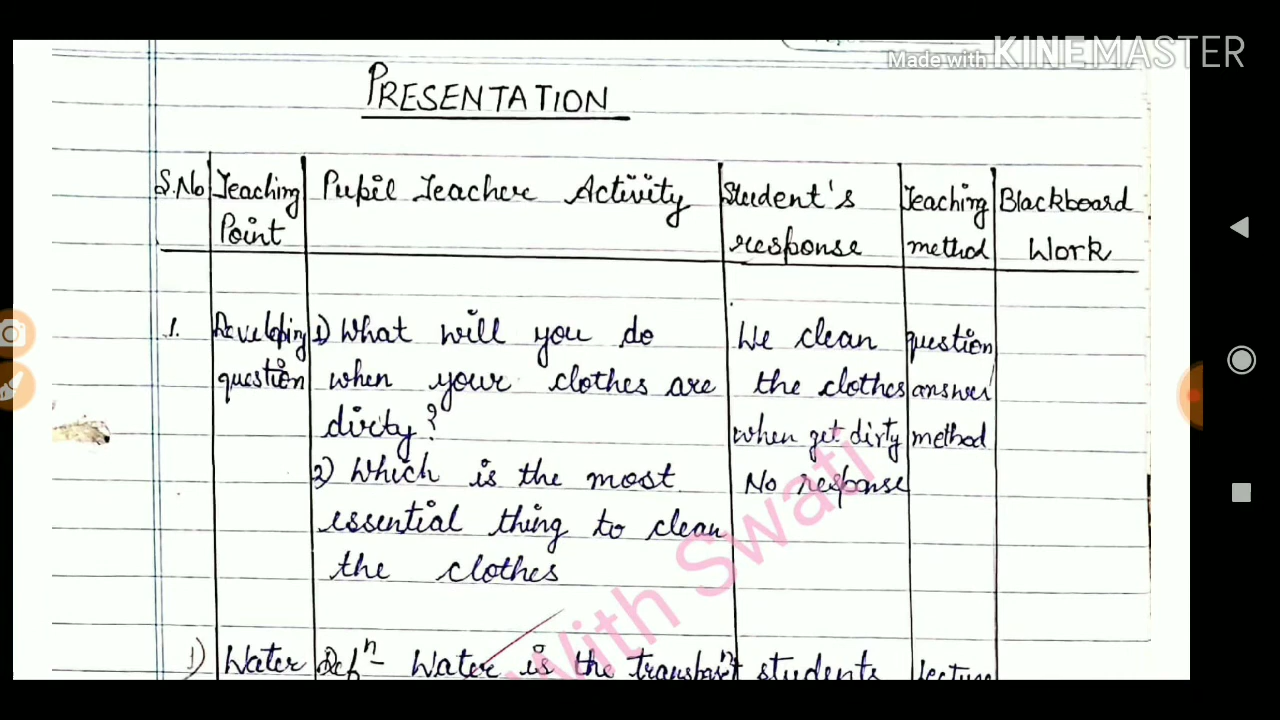 Made with KINEMASTER
PRESENTATION
S.No Teaching Point Pupil Teacher Activity Student's response Teaching method Blackboard Work
1. Developing question 1) What will you do when your clothes are dirty? We clean the clothes when get dirty question answer method
2) Which is the most essential thing to clean the clothes No response
1) Water Defn - Water is the students lecture
With Swati